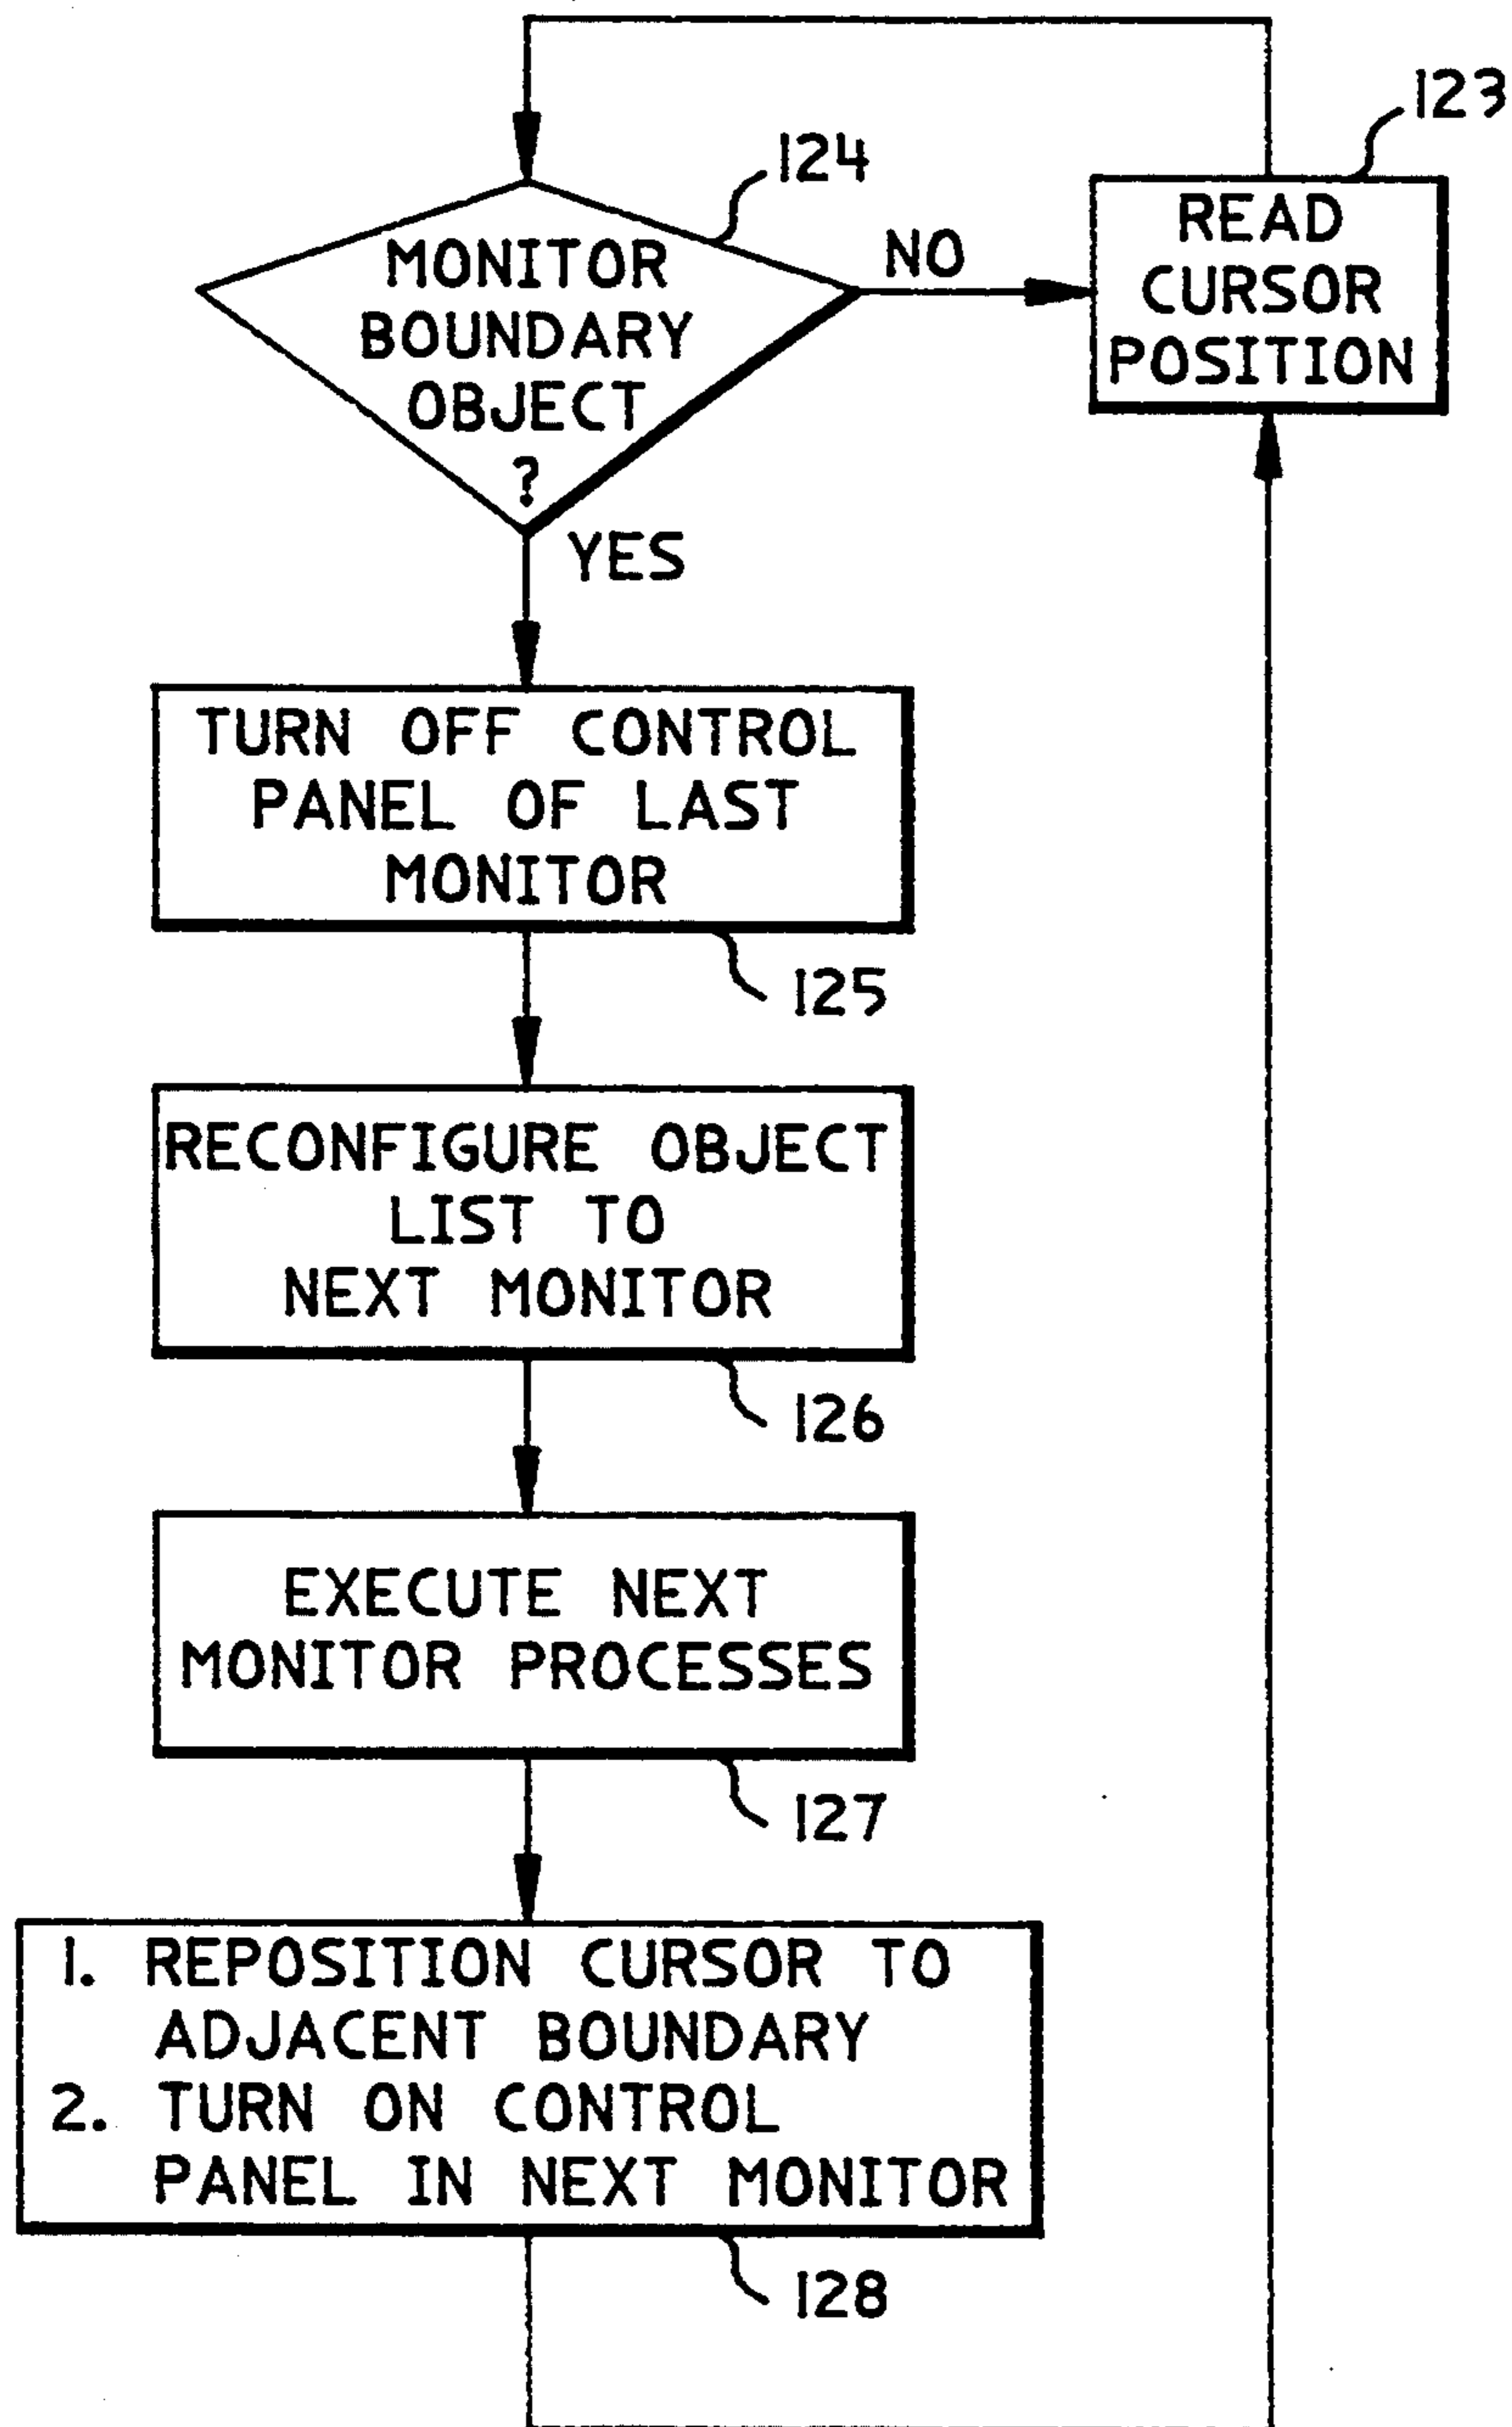 123
READ
CURSOR
POSITION
124
MONITOR
BOUNDARY
OBJECT
?
NO
YES
TURN OFF CONTROL
PANEL OF LAST
MONITOR
125
RECONFIGURE OBJECT
LIST TO
NEXT MONITOR
126
EXECUTE NEXT
MONITOR PROCESSES
127
1. REPOSITION CURSOR TO
ADJACENT BOUNDARY
2. TURN ON CONTROL
PANEL IN NEXT MONITOR
128